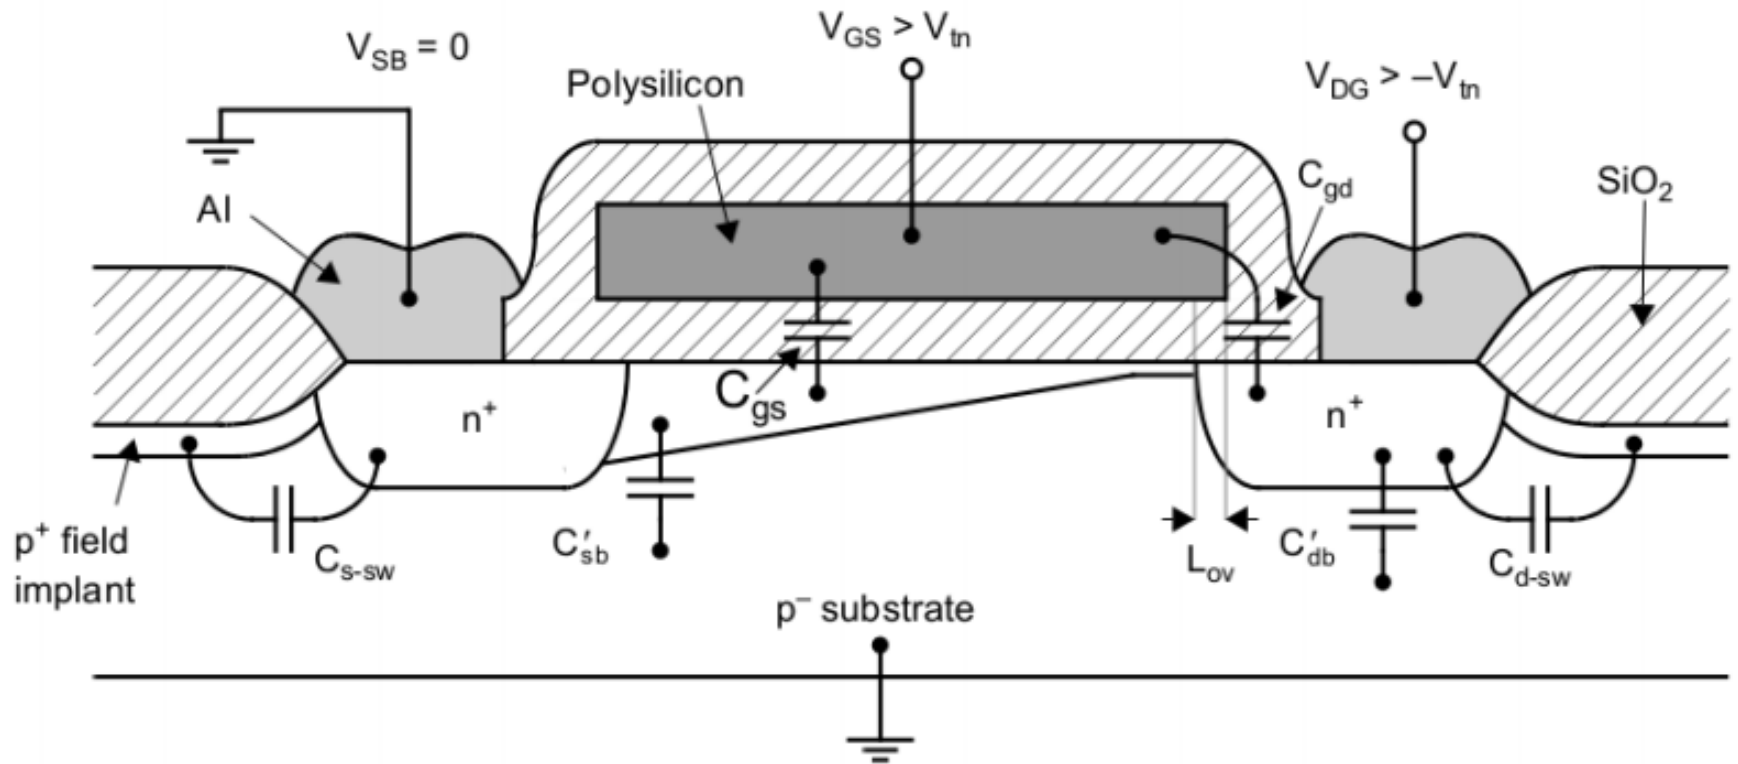 V_SB = 0
V_GS > V_tn
Polysilicon
V_DG > –V_tn
Al
C_gd
SiO₂
C_gs
n⁺
n⁺
p⁺ field
implant
C_s-sw
C′_sb
L_ov
C′_db
C_d-sw
p⁻ substrate